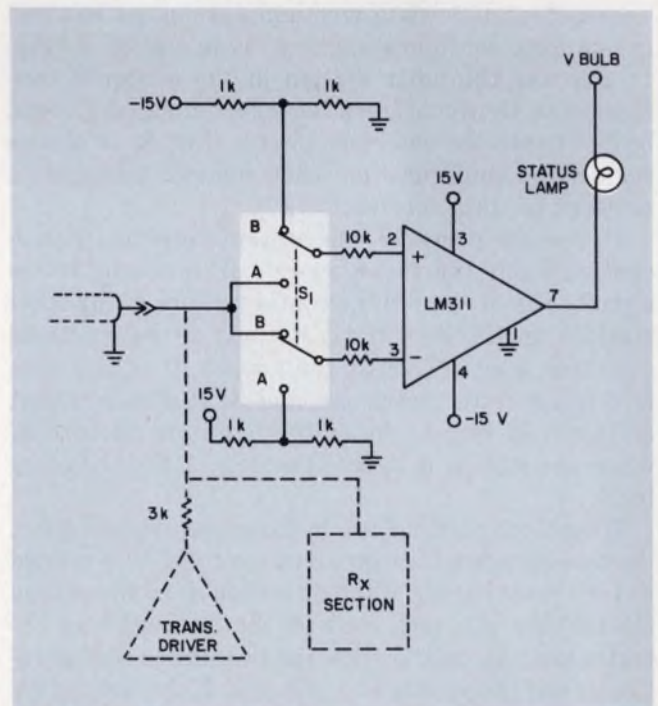 V BULB
1k 1k
-15V
STATUS
LAMP
15V
B
10k 2 3
+
A
LM311 7
S1
B
10k 3 1
–
4
A
15V
-15 V
1k 1k
3k
RX
SECTION
TRANS.
DRIVER